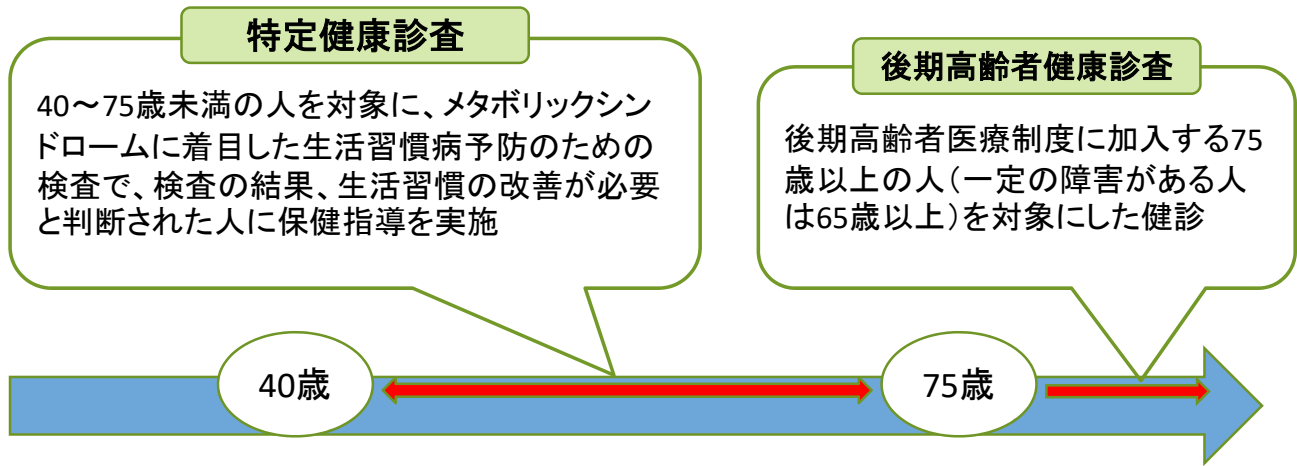 特定健康診査
40～75歳未満の人を対象に、メタボリックシン
ドロームに着目した生活習慣病予防のための
検査で、検査の結果、生活習慣の改善が必要
と判断された人に保健指導を実施
後期高齢者健康診査
後期高齢者医療制度に加入する75
歳以上の人（一定の障害がある人
は65歳以上）を対象にした健診
40歳
75歳